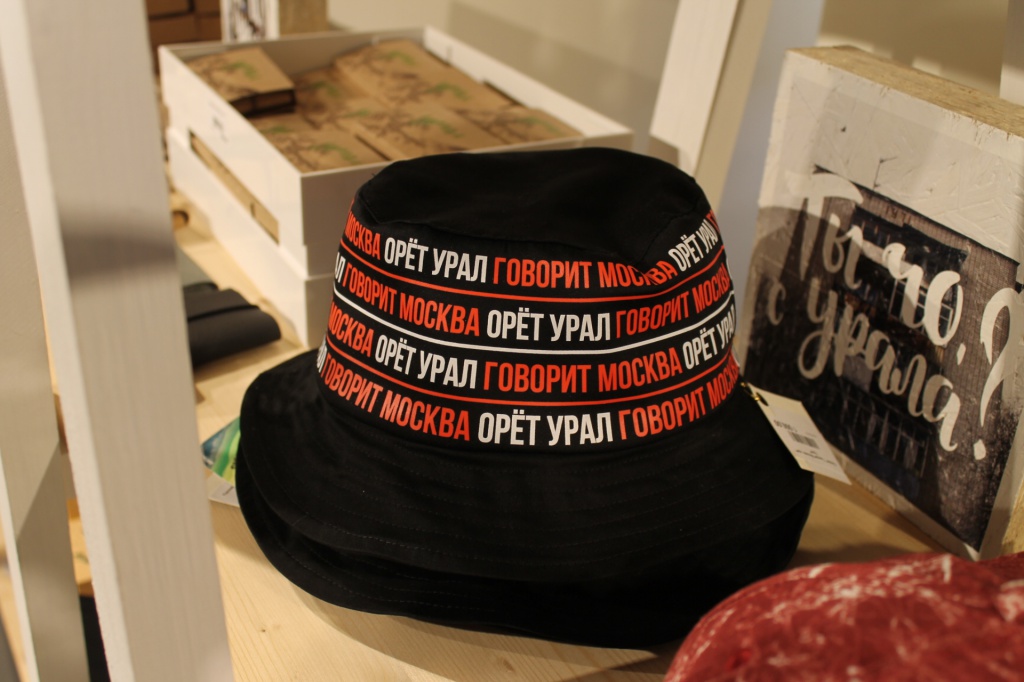 МОСКВА ОРЁТ УРАЛ ГОВОРИТ МОСКВА ОРЁТ УРАЛ
ГОВОРИТ МОСКВА ОРЁТ УРАЛ ГОВОРИТ МОСКВА
МОСКВА ОРЁТ УРАЛ ГОВОРИТ МОСКВА ОРЁТ УРАЛ
ГОВОРИТ МОСКВА ОРЁТ УРАЛ ГОВОРИТ МОСКВА
Ты чо,
с урала?